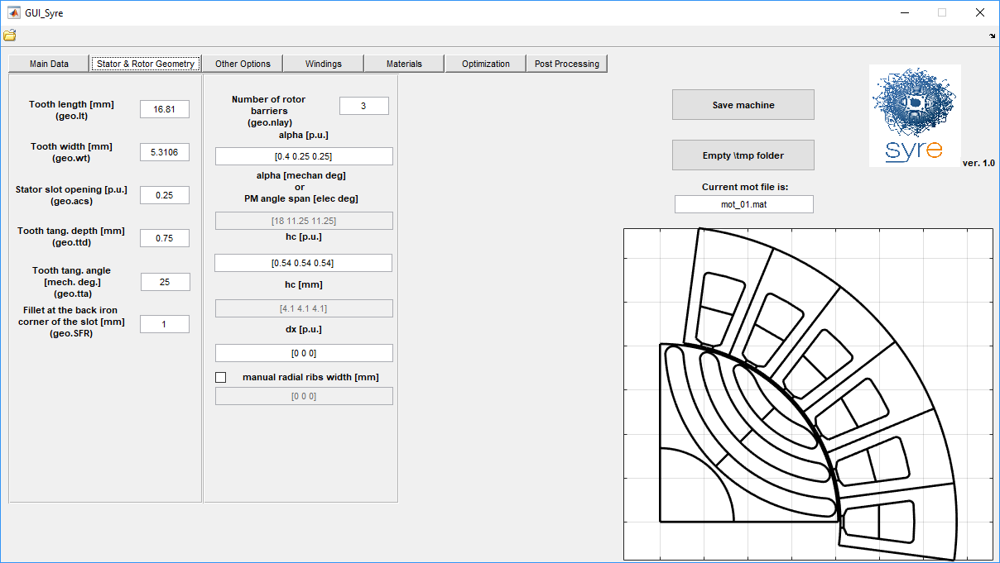 GUI_Syre
Main Data
Stator & Rotor Geometry
Other Options
Windings
Materials
Optimization
Post Processing
Tooth length [mm]
(geo.lt)
16.81
Tooth width [mm]
(geo.wt)
5.3106
Stator slot opening [p.u.]
(geo.acs)
0.25
Tooth tang. depth [mm]
(geo.ttd)
0.75
Tooth tang. angle
[mech. deg.]
(geo.tta)
25
Fillet at the back iron
corner of the slot [mm]
(geo.SFR)
1
Number of rotor
barriers
(geo.nlay)
3
alpha [p.u.]
[0.4 0.25 0.25]
alpha [mechan deg]
or
PM angle span [elec deg]
[18 11.25 11.25]
hc [p.u.]
[0.54 0.54 0.54]
hc [mm]
[4.1 4.1 4.1]
dx [p.u.]
[0 0 0]
manual radial ribs width [mm]
[0 0 0]
Save machine
Empty \tmp folder
Current mot file is:
mot_01.mat
syre
ver. 1.0